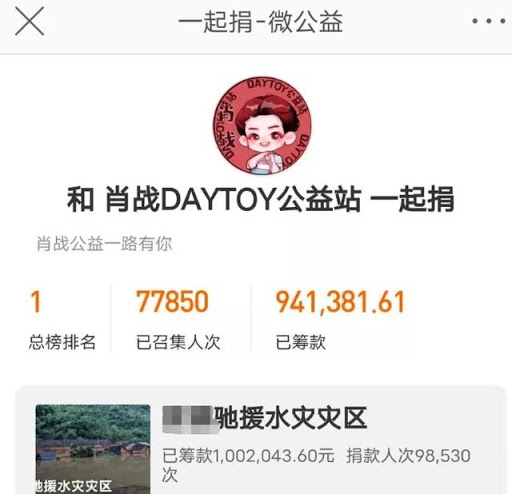 一起捐-微公益
DAYTOY公益站
肖战
DAYTOY
和 肖战DAYTOY公益站 一起捐
肖战公益一路有你
1
77850
941,381.61
总榜排名
已召集人次
已筹款
驰援水灾灾区
已筹款1,002,043.60元 捐款人次98,530
次
驰援水灾灾区